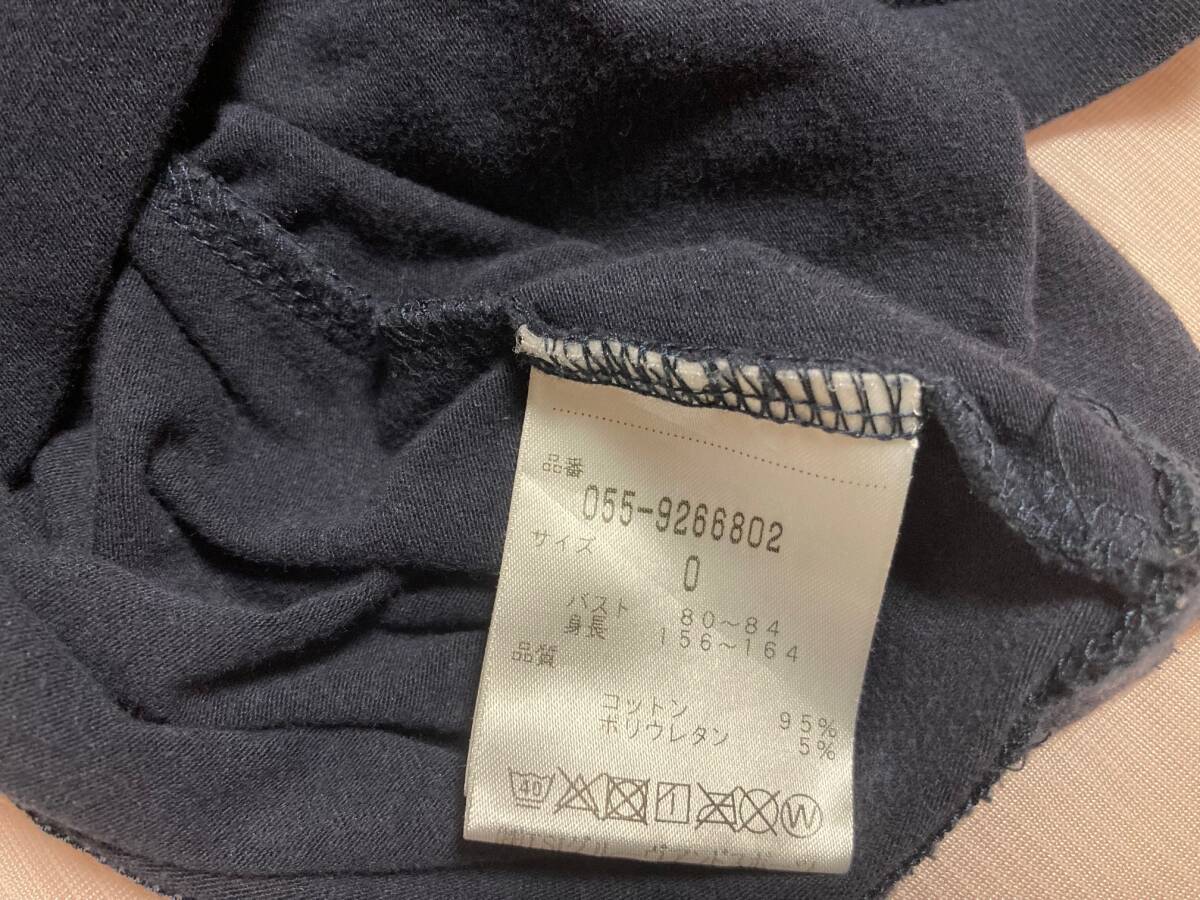 品番
055-9266802
サイズ
0
バスト 80~84
身長 156~164
品質
コットン 95%
ポリウレタン 5%
40
W